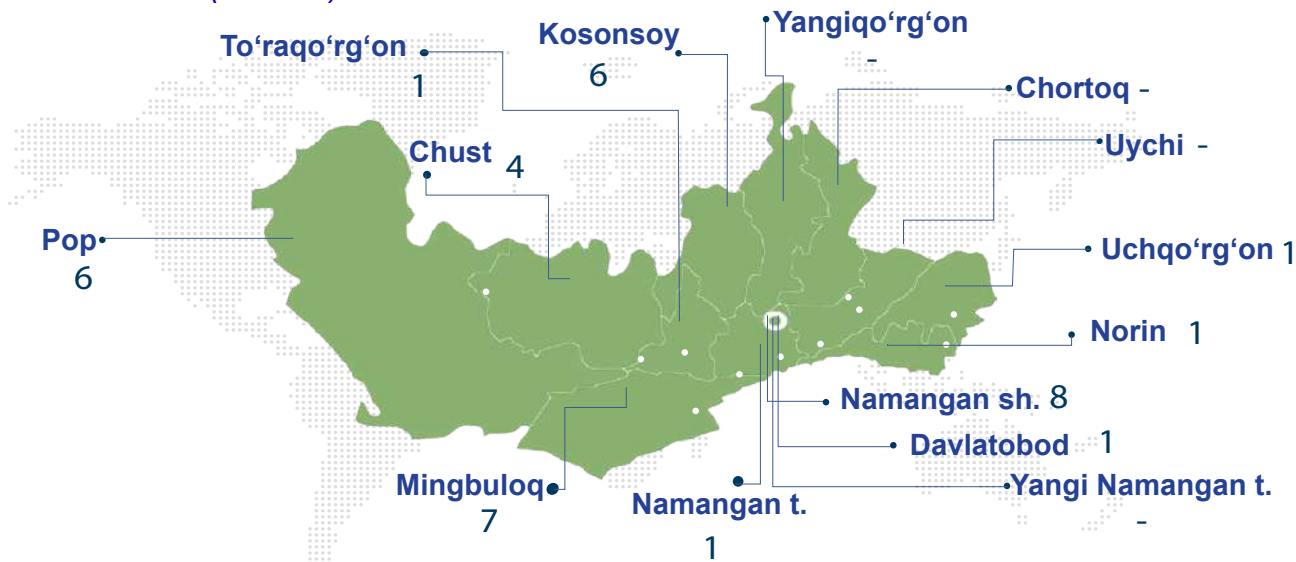 Yangiqo‘rg‘on
-
To‘raqo‘rg‘on
1
Kosonsoy
6
Chortoq -
Uychi -
Chust 4
Pop
6
Uchqo‘rg‘on 1
Norin 1
Namangan sh. 8
Davlatobod 1
Mingbuloq
7
Namangan t.
1
Yangi Namangan t.
-